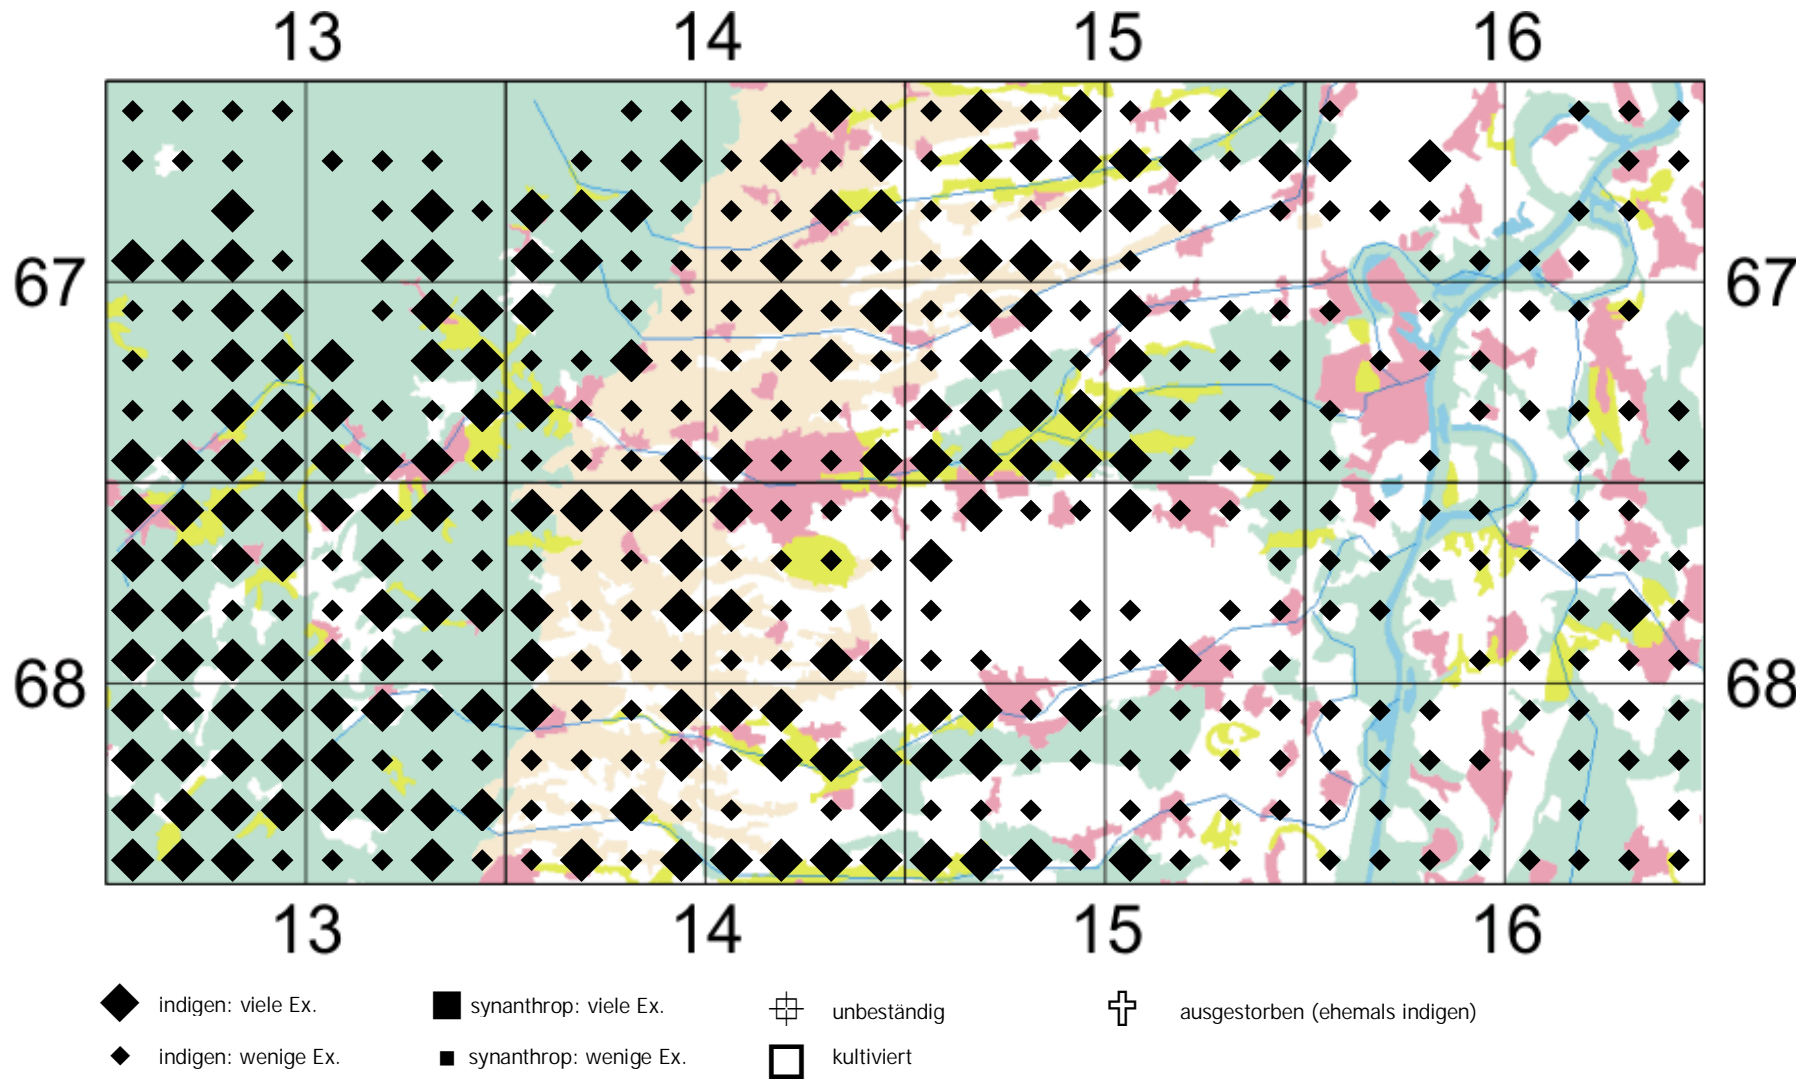 13 14 15 16
67 67
68 68
13 14 15 16
indigen: viele Ex. synanthrop: viele Ex. unbeständig ausgestorben (ehemals indigen)
indigen: wenige Ex. synanthrop: wenige Ex. kultiviert